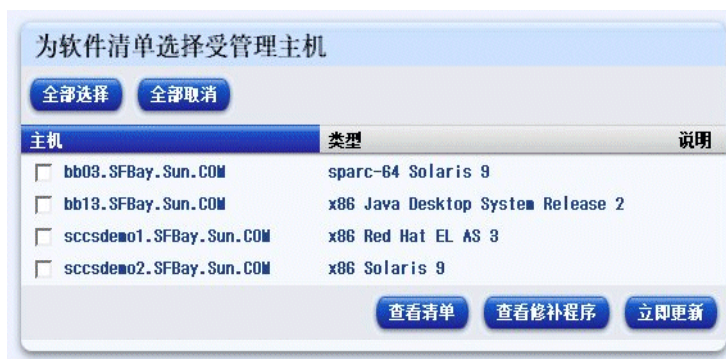 为软件清单选择受管理主机
全部选择 全部取消
主机 类型 说明
bb03.SFBay.Sun.COM sparc-64 Solaris 9
bb13.SFBay.Sun.COM x86 Java Desktop System Release 2
sccsdemo1.SFBay.Sun.COM x86 Red Hat EL AS 3
sccsdemo2.SFBay.Sun.COM x86 Solaris 9
查看清单 查看修补程序 立即更新